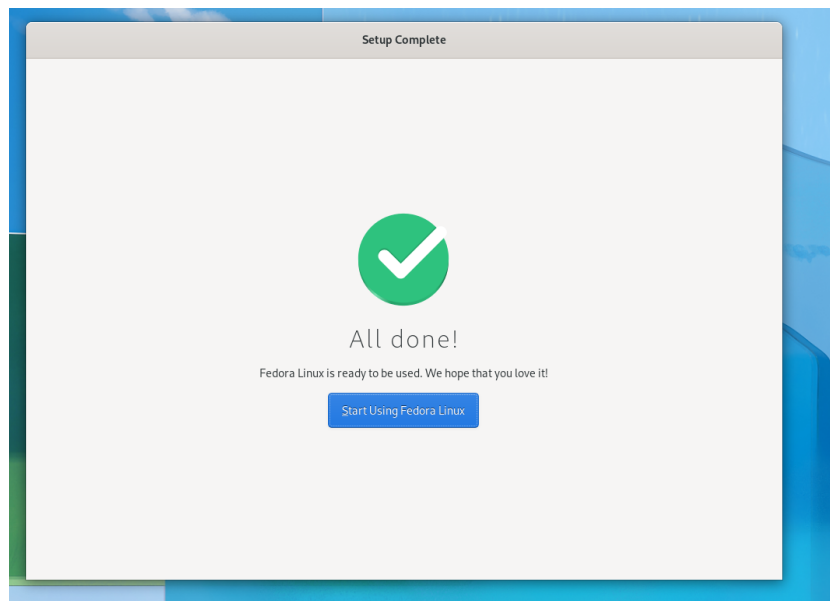 Setup Complete
All done!
Fedora Linux is ready to be used. We hope that you love it!
Start Using Fedora Linux